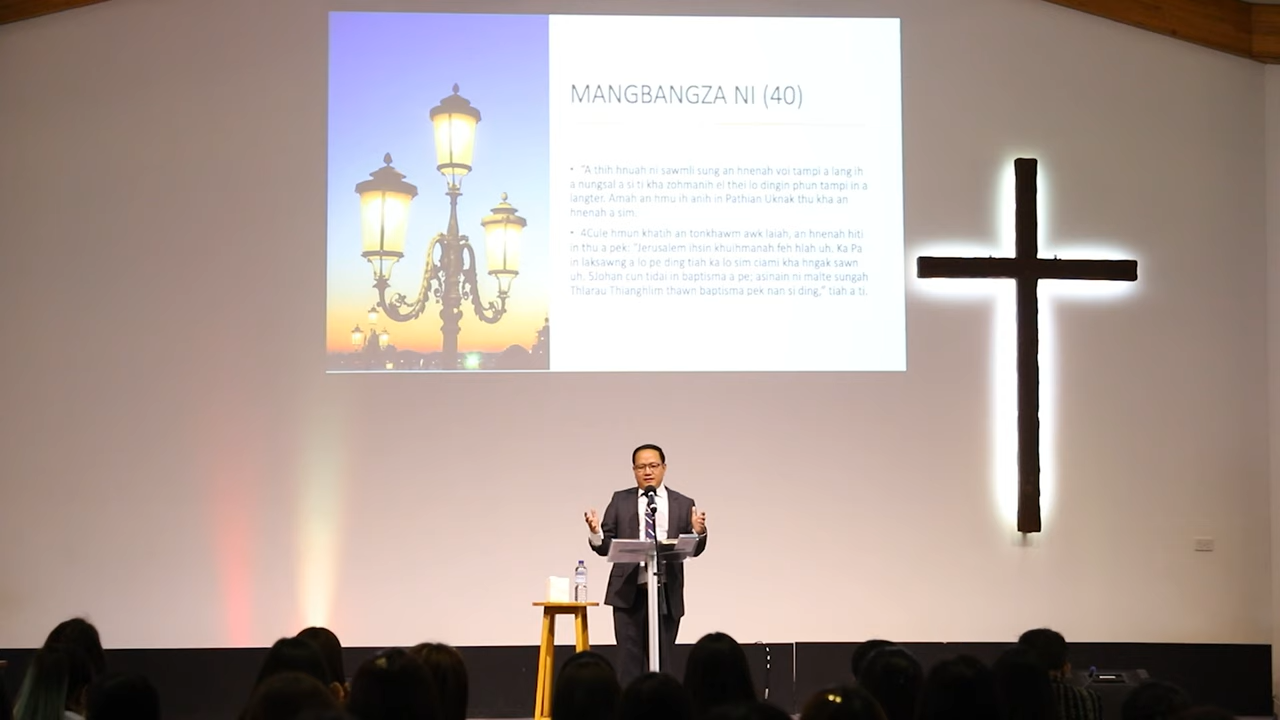 MANGBANGZA NI (40)
• "A thih hnuah ni sawmli sung an hnenah voi tampi a lang ih
a nungsal a si ti kha zohmanih el thei lo dingin phun tampi in a
langter. Amah an hmu ih anih in Pathian Uknak thu kha an
hnenah a sim.
• 4Cule hmun khatih an tonkhawm awk laiah, an hnenah hiti
in thu a pek: "Jerusalem ihsin khuihmanah feh hlah uh. Ka Pa
in laksawng a lo pe ding tiah ka lo sim ciami kha hngak sawn
uh. 5Johan cun tidai in baptisma a pe; asinain ni malte sungah
Thlarau Thianghlim thawn baptisma pek nan si ding," tiah a ti.